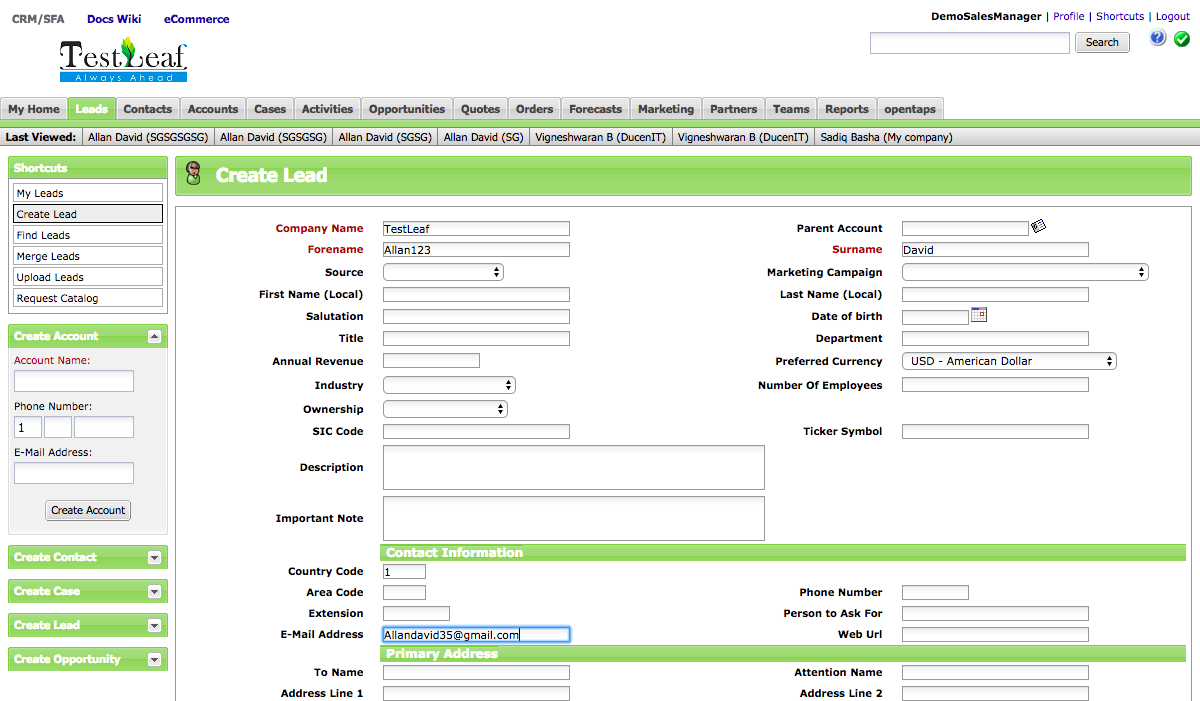 CRM/SFA Docs Wiki eCommerce
DemoSalesManager | Profile | Shortcuts | Logout
TestLeaf
Always Ahead
Search
?
My Home Leads Contacts Accounts Cases Activities Opportunities Quotes Orders Forecasts Marketing Partners Teams Reports opentaps
Last Viewed: Allan David (SGSGSGSG) Allan David (SGSGSG) Allan David (SGSG) Allan David (SG) Vigneshwaran B (DucenIT) Vigneshwaran B (DucenIT) Sadiq Basha (My company)
Shortcuts
My Leads
Create Lead
Find Leads
Merge Leads
Upload Leads
Request Catalog
Create Account
Account Name:
Phone Number:
1
E-Mail Address:
Create Account
Create Contact
Create Case
Create Lead
Create Opportunity
Create Lead
Company Name TestLeaf Parent Account
Forename Allan123 Surname David
Source Marketing Campaign
First Name (Local) Last Name (Local)
Salutation Date of birth
Title Department
Annual Revenue Preferred Currency USD - American Dollar
Industry Number Of Employees
Ownership
SIC Code Ticker Symbol
Description
Important Note
Contact Information
Country Code 1
Area Code Phone Number
Extension Person to Ask For
E-Mail Address Allandavid35@gmail.com Web Url
Primary Address
To Name Attention Name
Address Line 1 Address Line 2